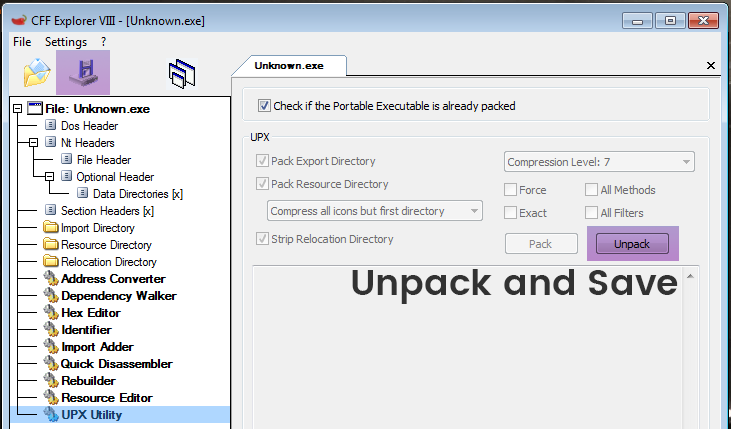 CFF Explorer VIII - [Unknown.exe]
File Settings ?
Unknown.exe
File: Unknown.exe
Dos Header
Nt Headers
File Header
Optional Header
Data Directories [x]
Section Headers [x]
Import Directory
Resource Directory
Relocation Directory
Address Converter
Dependency Walker
Hex Editor
Identifier
Import Adder
Quick Disassembler
Rebuilder
Resource Editor
UPX Utility
Check if the Portable Executable is already packed
UPX
Pack Export Directory
Compression Level: 7
Pack Resource Directory
Force All Methods
Compress all icons but first directory
Exact All Filters
Strip Relocation Directory
Pack Unpack
Unpack and Save